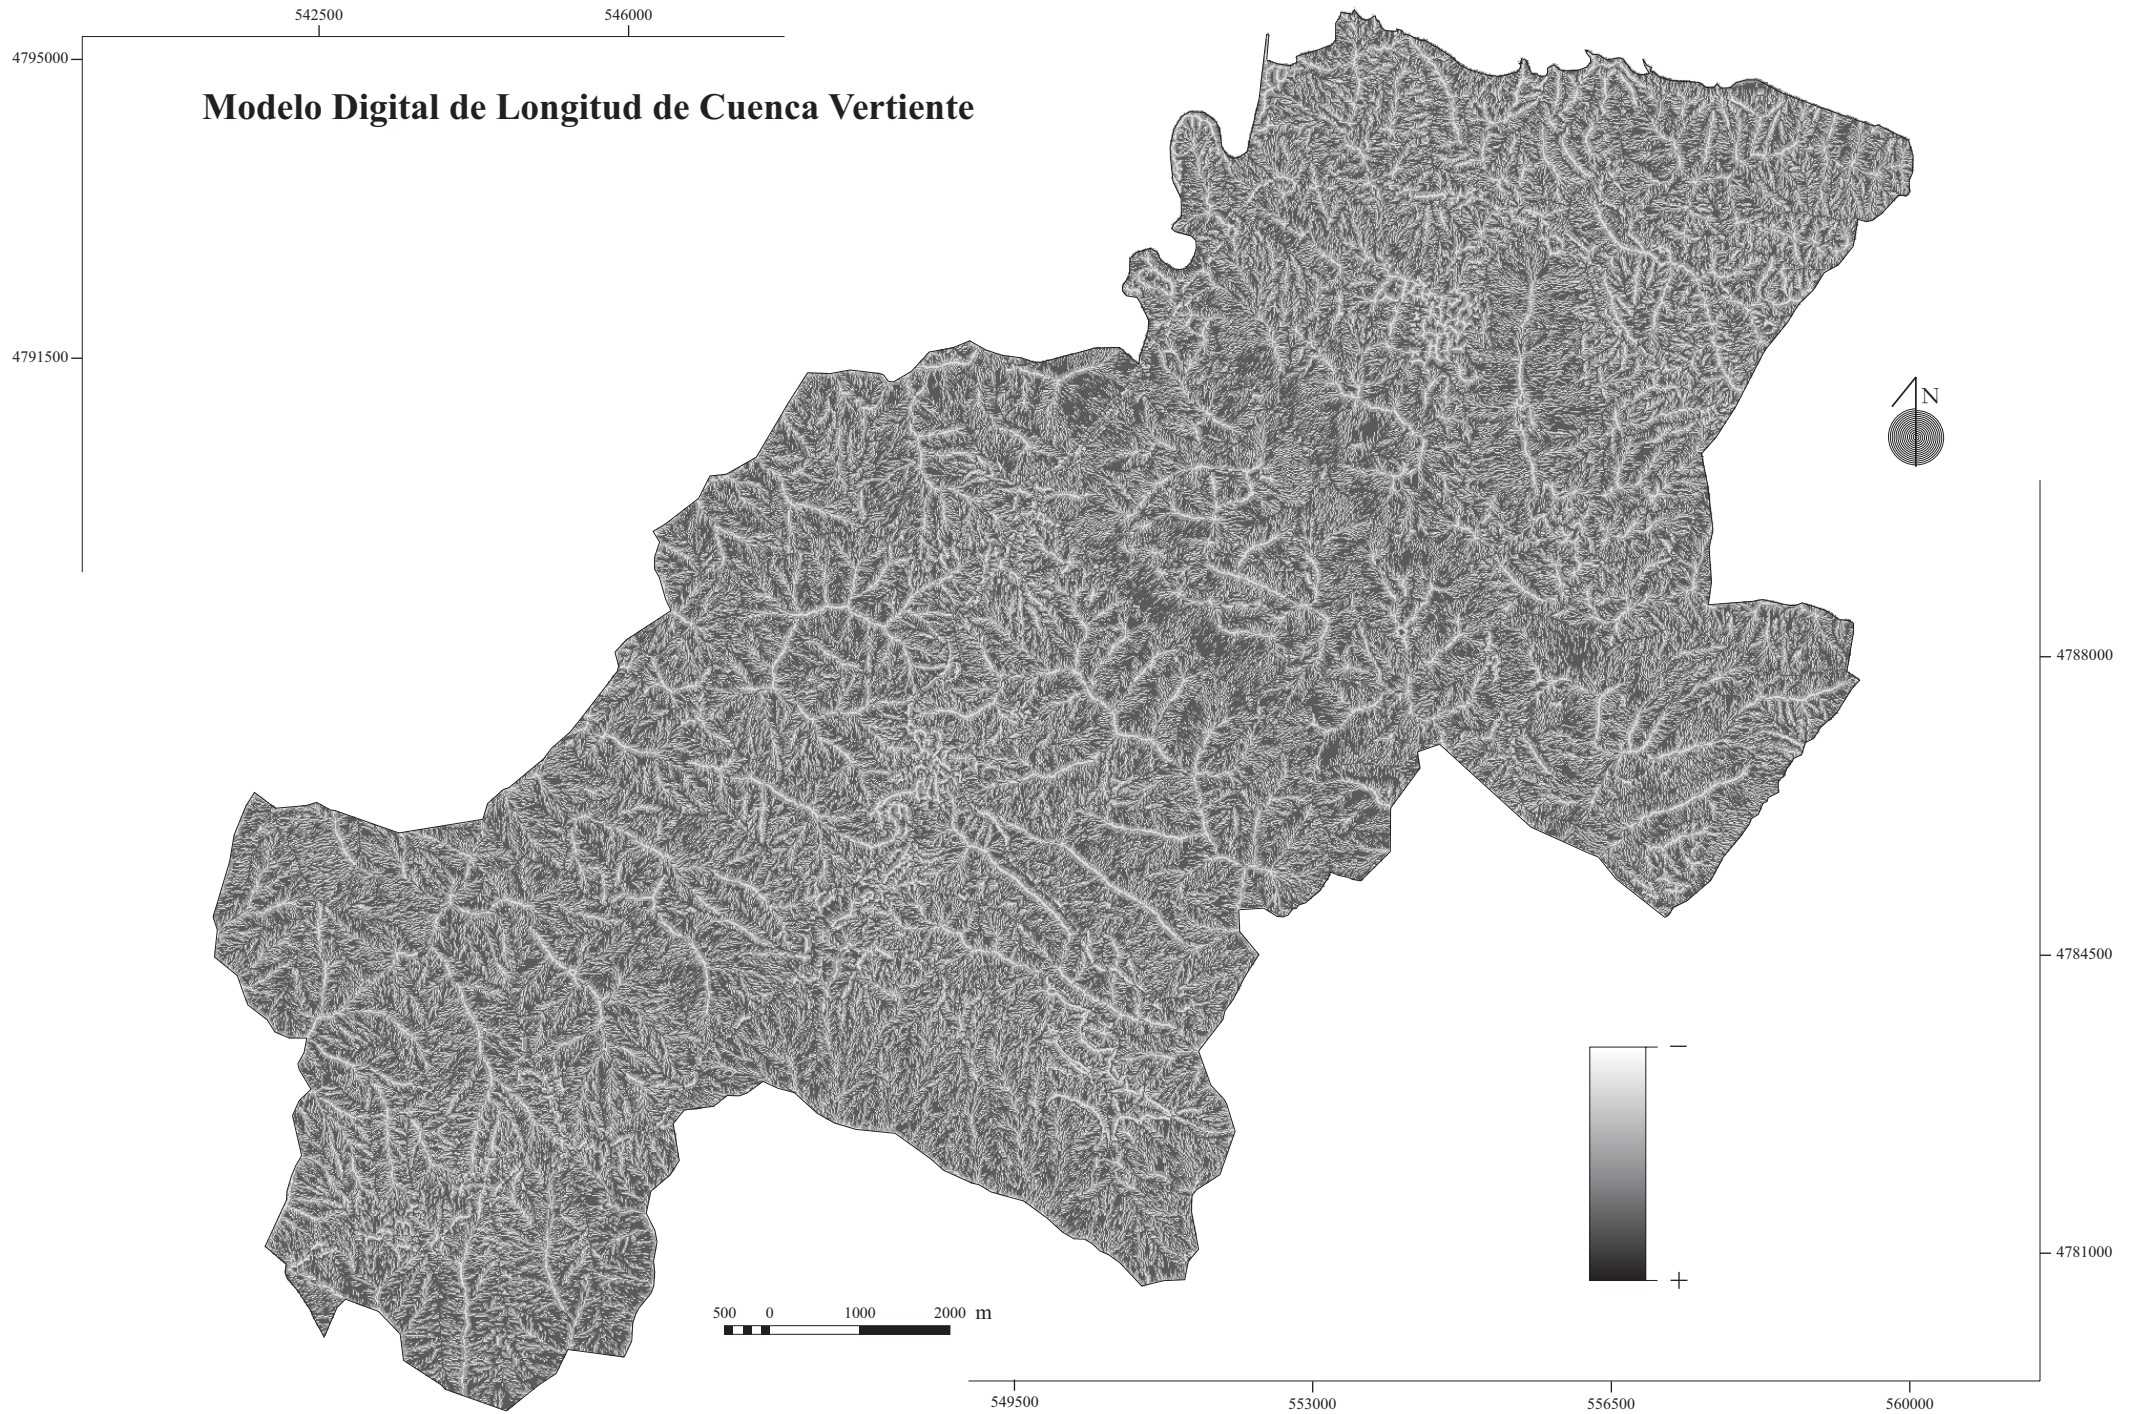 542500 546000
4795000
Modelo Digital de Longitud de Cuenca Vertiente
4791500
N
4788000
4784500
−
4781000
+
500 0 1000 2000 m
549500 553000 556500 560000